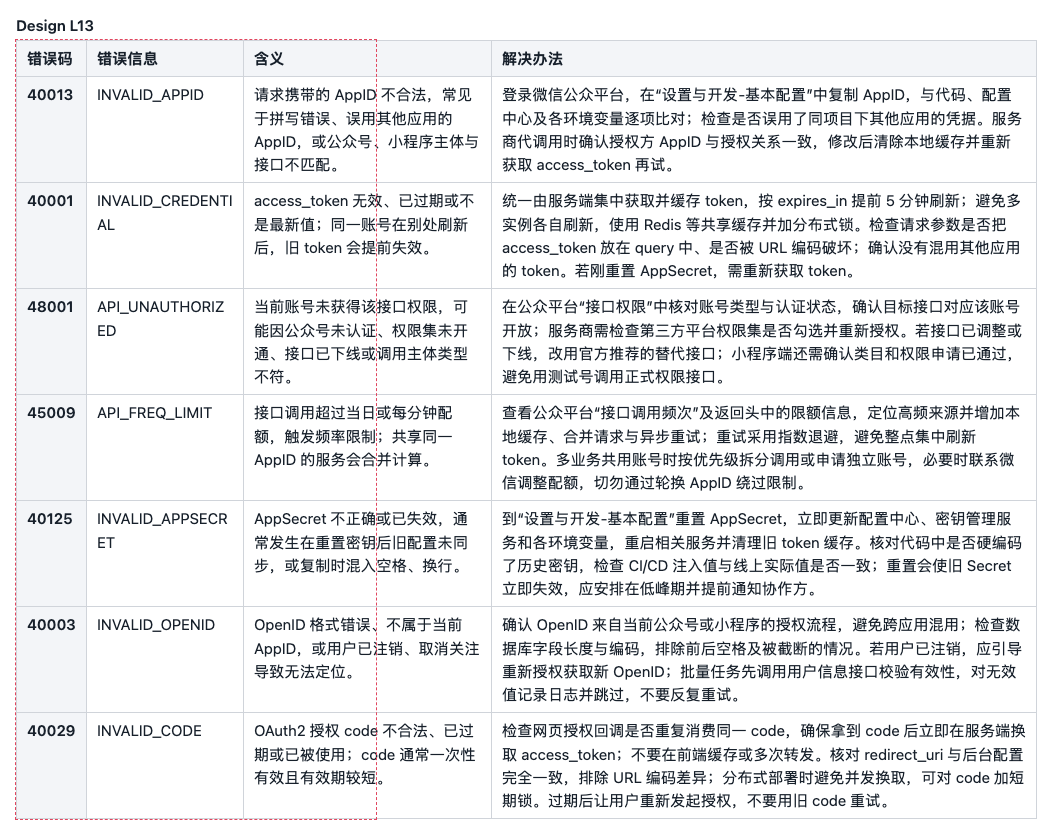 Design L13
错误码 错误信息 含义 解决办法
40013 INVALID_APPID
请求携带的 AppID 不合法，常见
于拼写错误、误用其他应用的
AppID，或公众号、小程序主体与
接口不匹配。
登录微信公众平台，在“设置与开发-基本配置”中复制 AppID，与代码、配置
中心及各环境变量逐项比对；检查是否误用了同项目下其他应用的凭据。服务
商代调用时确认授权方 AppID 与授权关系一致，修改后清除本地缓存并重新
获取 access_token 再试。
40001 INVALID_CREDENTI
AL
access_token 无效、已过期或不
是最新值；同一账号在别处刷新
后，旧 token 会提前失效。
统一由服务端集中获取并缓存 token，按 expires_in 提前 5 分钟刷新；避免多
实例各自刷新，使用 Redis 等共享缓存并加分布式锁。检查请求参数是否把
access_token 放在 query 中、是否被 URL 编码破坏；确认没有混用其他应用
的 token。若刚重置 AppSecret，需重新获取 token。
48001 API_UNAUTHORIZ
ED
当前账号未获得该接口权限，可
能因公众号未认证、权限集未开
通、接口已下线或调用主体类型
不符。
在公众平台“接口权限”中核对账号类型与认证状态，确认目标接口对应该账号
开放；服务商需检查第三方平台权限集是否勾选并重新授权。若接口已调整或
下线，改用官方推荐的替代接口；小程序端还需确认类目和权限申请已通过，
避免用测试号调用正式权限接口。
45009 API_FREQ_LIMIT
接口调用超过当日或每分钟配
额，触发频率限制；共享同一
AppID 的服务会合并计算。
查看公众平台“接口调用频次”及返回头中的限额信息，定位高频来源并增加本
地缓存、合并请求与异步重试；重试采用指数退避，避免整点集中刷新
token。多业务共用账号时按优先级拆分调用或申请独立账号，必要时联系微
信调整配额，切勿通过轮换 AppID 绕过限制。
40125 INVALID_APPSECR
ET
AppSecret 不正确或已失效，通
常发生在重置密钥后旧配置未同
步，或复制时混入空格、换行。
到“设置与开发-基本配置”重置 AppSecret，立即更新配置中心、密钥管理服
务和各环境变量，重启相关服务并清理旧 token 缓存。核对代码中是否硬编码
了历史密钥，检查 CI/CD 注入值与线上实际值是否一致；重置会使旧 Secret
立即失效，应安排在低峰期并提前通知协作方。
40003 INVALID_OPENID
OpenID 格式错误、不属于当前
AppID，或用户已注销、取消关注
导致无法定位。
确认 OpenID 来自当前公众号或小程序的授权流程，避免跨应用混用；检查数
据库字段长度与编码，排除前后空格及被截断的情况。若用户已注销，应引导
重新授权获取新 OpenID；批量任务先调用用户信息接口校验有效性，对无效
值记录日志并跳过，不要反复重试。
40029 INVALID_CODE
OAuth2 授权 code 不合法、已过
期或已被使用；code 通常一次性
有效且有效期较短。
检查网页授权回调是否重复消费同一 code，确保拿到 code 后立即在服务端换
取 access_token；不要在前端缓存或多次转发。核对 redirect_uri 与后台配置
完全一致，排除 URL 编码差异；分布式部署时避免并发换取，可对 code 加短
期锁。过期后让用户重新发起授权，不要用旧 code 重试。